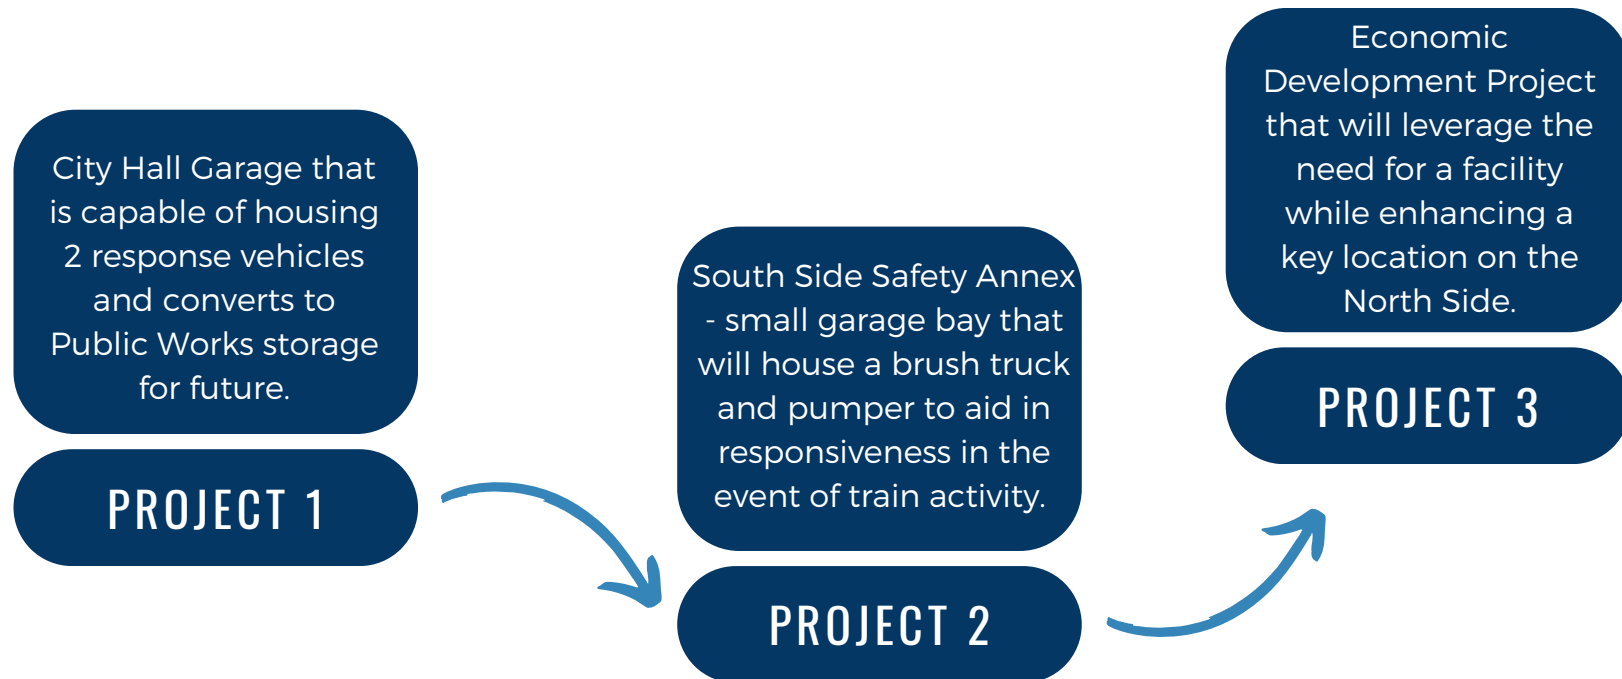 City Hall Garage that
is capable of housing
2 response vehicles
and converts to
Public Works storage
for future.
PROJECT 1
South Side Safety Annex
- small garage bay that
will house a brush truck
and pumper to aid in
responsiveness in the
event of train activity.
PROJECT 2
Economic
Development Project
that will leverage the
need for a facility
while enhancing a
key location on the
North Side.
PROJECT 3